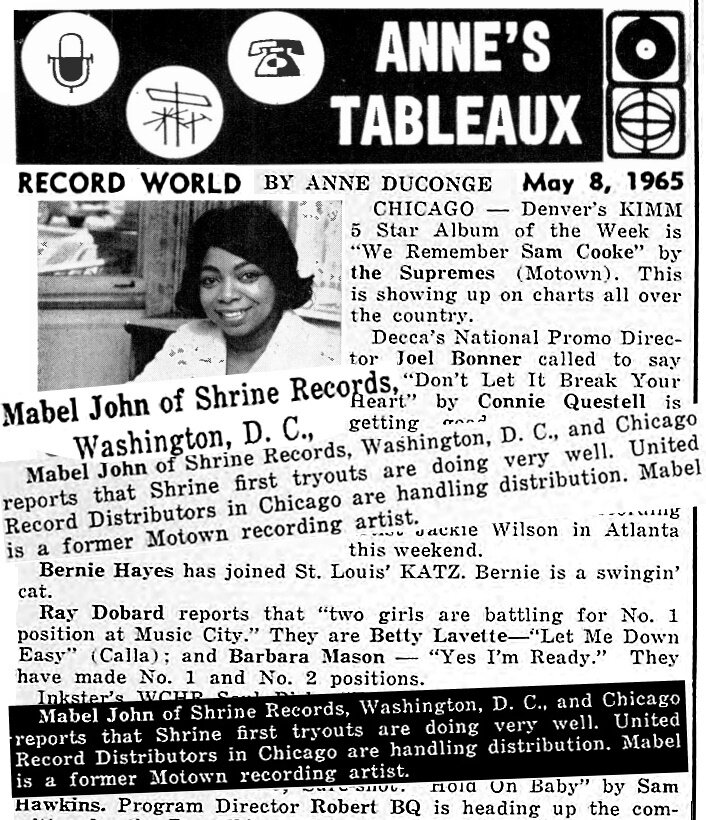 ANNE'S
TABLEAUX
RECORD WORLD BY ANNE DUCONGE May 8, 1965
CHICAGO — Denver's KIMM
5 Star Album of the Week is
"We Remember Sam Cooke" by
the Supremes (Motown). This
is showing up on charts all over
the country.
Decca's National Promo Direc-
tor Joel Bonner called to say
"Don't Let It Break Your
Heart" by Connie Questell is
getting
Mabel John of Shrine Records,
Washington, D. C.,
Mabel John of Shrine Records, Washington, D. C., and Chicago
reports that Shrine first tryouts are doing very well. United
Record Distributors in Chicago are handling distribution. Mabel
is a former Motown recording artist.
Jackie Wilson in Atlanta
this weekend.
Bernie Hayes has joined St. Louis' KATZ. Bernie is a swingin'
cat.
Ray Dobard reports that "two girls are battling for No. 1
position at Music City." They are Betty Lavette—"Let Me Down
Easy" (Calla); and Barbara Mason — "Yes I'm Ready." They
have made No. 1 and No. 2 positions.
Inkster's WCHB
Mabel John of Shrine Records, Washington, D. C., and Chicago
reports that Shrine first tryouts are doing very well. United
Record Distributors in Chicago are handling distribution. Mabel
is a former Motown recording artist.
"Hold On Baby" by Sam
Hawkins. Program Director Robert BQ is heading up the com-